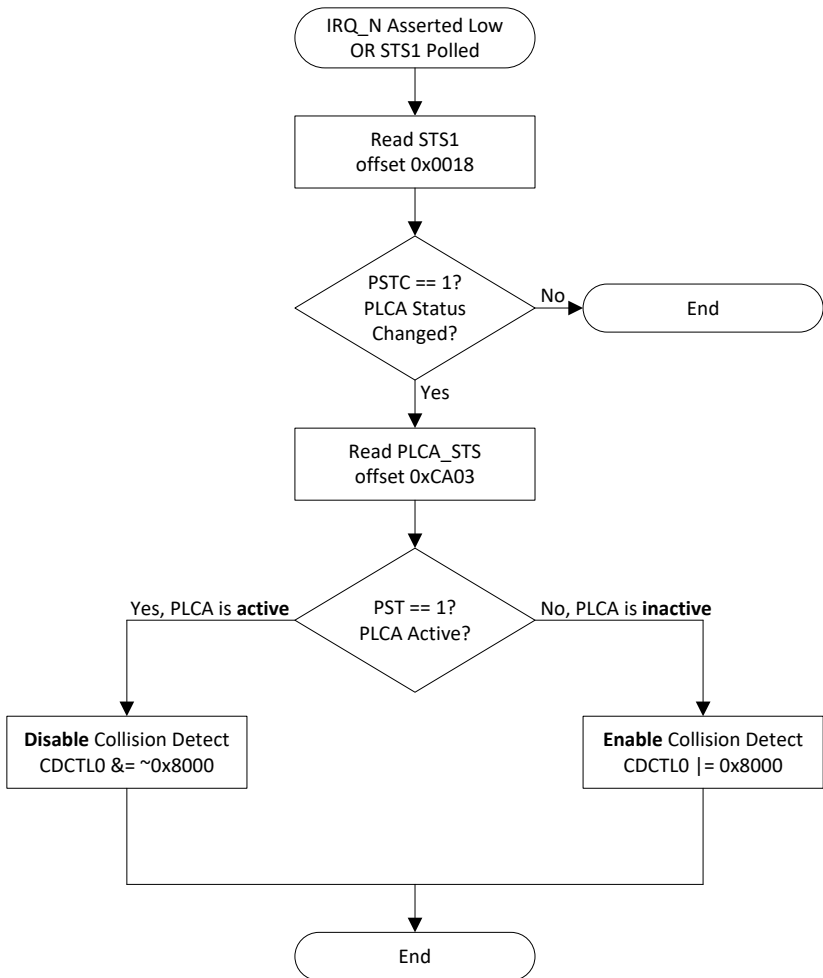 IRQ_N Asserted Low
OR STS1 Polled
Read STS1
offset 0x0018
PSTC == 1?
PLCA Status
Changed?
No
End
Yes
Read PLCA_STS
offset 0xCA03
Yes, PLCA is active
PST == 1?
PLCA Active?
No, PLCA is inactive
Disable Collision Detect
CDCTL0 &= ~0x8000
Enable Collision Detect
CDCTL0 |= 0x8000
End